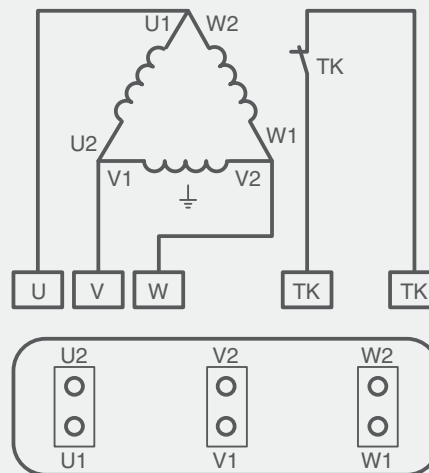 U1 W2
TK
U2 W1
V1 V2
U V W TK TK
U2 V2 W2
U1 V1 W1